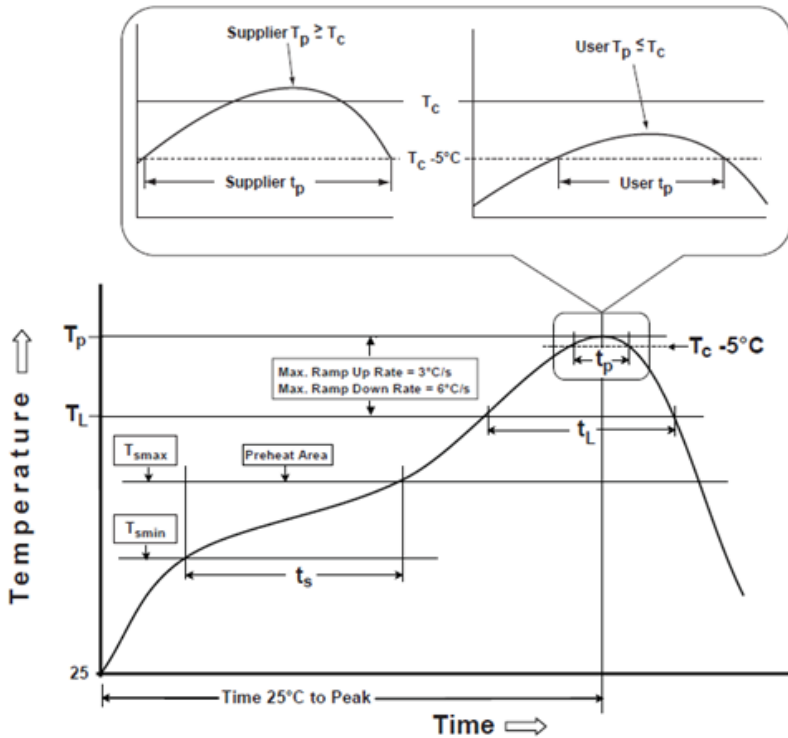 Supplier Tp ≥ Tc
User Tp ≤ Tc
Tc
Tc -5°C
Supplier tp
User tp
Tp
Tc -5°C
tp
Max. Ramp Up Rate = 3°C/s
Max. Ramp Down Rate = 6°C/s
TL
tL
Tsmax
Preheat Area
Tsmin
ts
Temperature
25
Time 25°C to Peak
Time